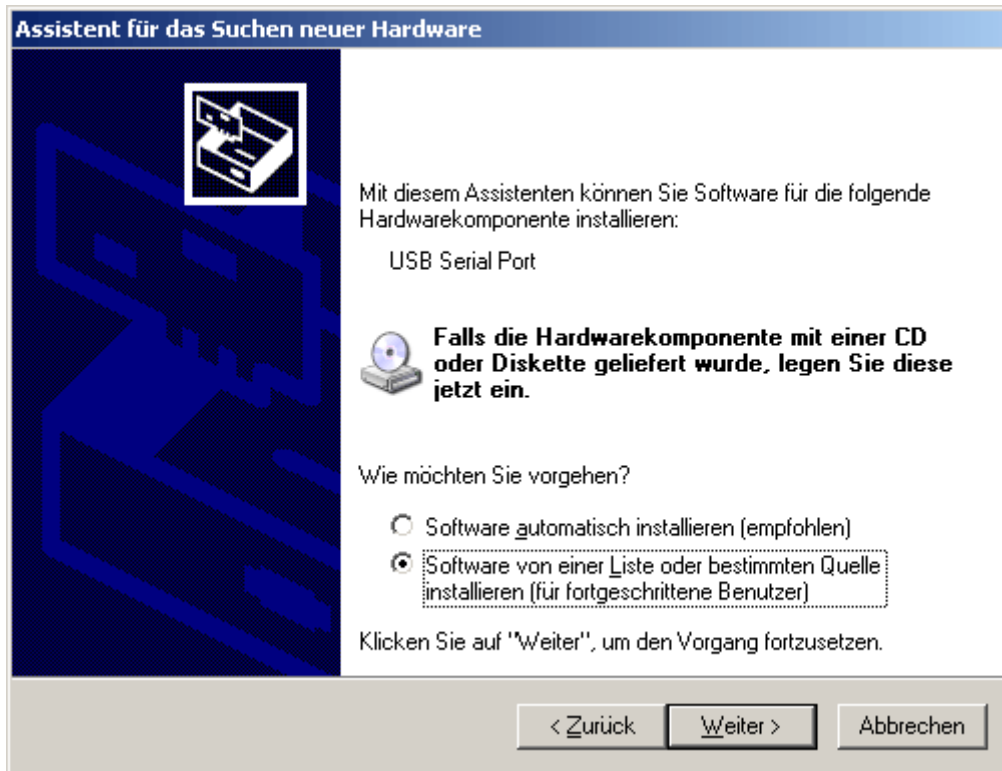 Assistent für das Suchen neuer Hardware
Mit diesem Assistenten können Sie Software für die folgende
Hardwarekomponente installieren:
USB Serial Port
Falls die Hardwarekomponente mit einer CD
oder Diskette geliefert wurde, legen Sie diese
jetzt ein.
Wie möchten Sie vorgehen?
Software automatisch installieren (empfohlen)
Software von einer Liste oder bestimmten Quelle
installieren (für fortgeschrittene Benutzer)
Klicken Sie auf "Weiter", um den Vorgang fortzusetzen.
< Zurück
Weiter >
Abbrechen